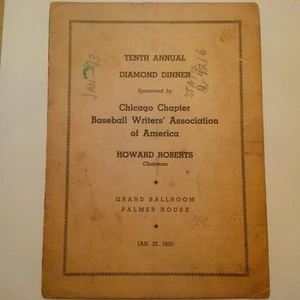 TENTH ANNUAL
DIAMOND DINNER
Sponsored by
Chicago Chapter
Baseball Writers' Association
of America
HOWARD ROBERTS
Chairman
GRAND BALLROOM
PALMER HOUSE
JAN. 22, 1950